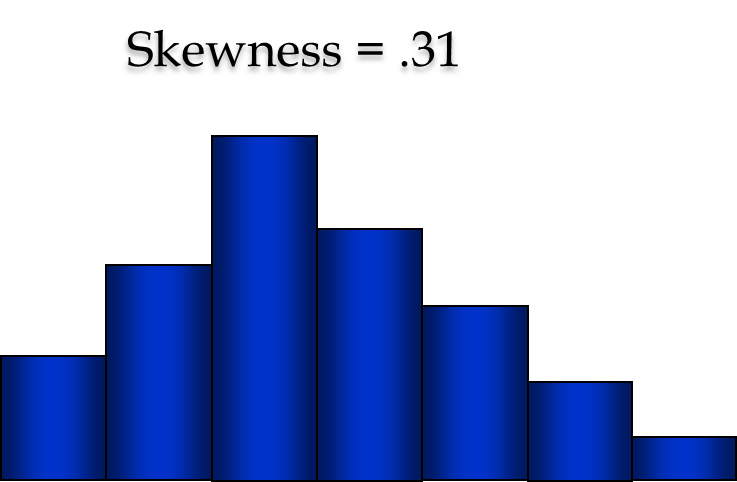 Skewness = .31